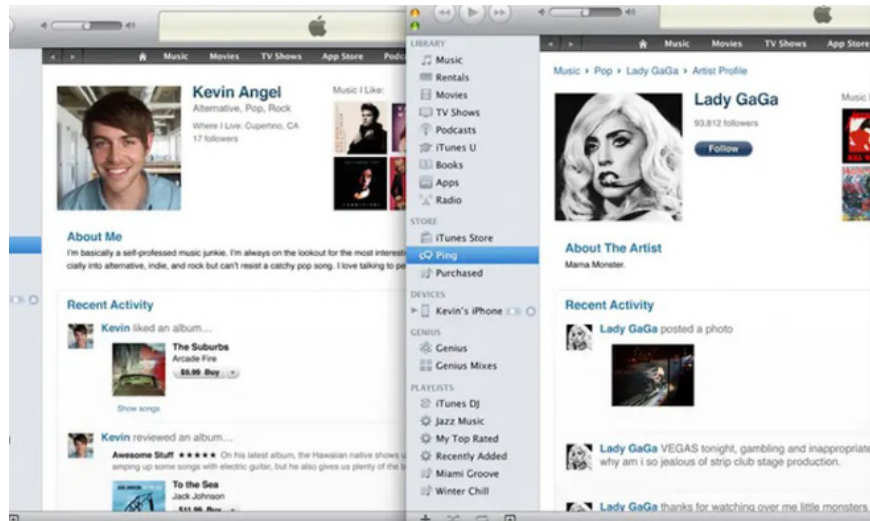 Music
Movies
TV Shows
App Store
Podc
Kevin Angel
Alternative, Pop, Rock
Where I Live: Cupertino, CA
17 followers
Music I Like:
About Me
I'm basically a self-professed music junkie. I'm always on the lookout for the most interesti
cially into alternative, indie, and rock but can't resist a catchy pop song. I love talking to pe
Recent Activity
Kevin liked an album...
The Suburbs
Arcade Fire
$5.99 Buy
Show songs
Kevin reviewed an album...
Awesome Stuff ★★★★★ On his latest album, the Hawaiian native shows u
amping up some songs with electric guitar, but he also gives us plenty of the b
To the Sea
Jack Johnson
$11.99 Buy
LIBRARY
Music
Rentals
Movies
TV Shows
Podcasts
iTunes U
Books
Apps
Radio
STORE
iTunes Store
Ping
Purchased
DEVICES
Kevin's iPhone
GENIUS
Genius
Genius Mixes
PLAYLISTS
iTunes DJ
Jazz Music
My Top Rated
Recently Added
Miami Groove
Winter Chill
Music
Movies
TV Shows
App Store
Music › Pop › Lady GaGa › Artist Profile
Lady GaGa
93,812 followers
Follow
Music I
About The Artist
Mama Monster.
Recent Activity
Lady GaGa posted a photo
Lady GaGa VEGAS tonight, gambling and inappropriate
why am i so jealous of strip club stage production.
Lady GaGa thanks for watching over me little monsters